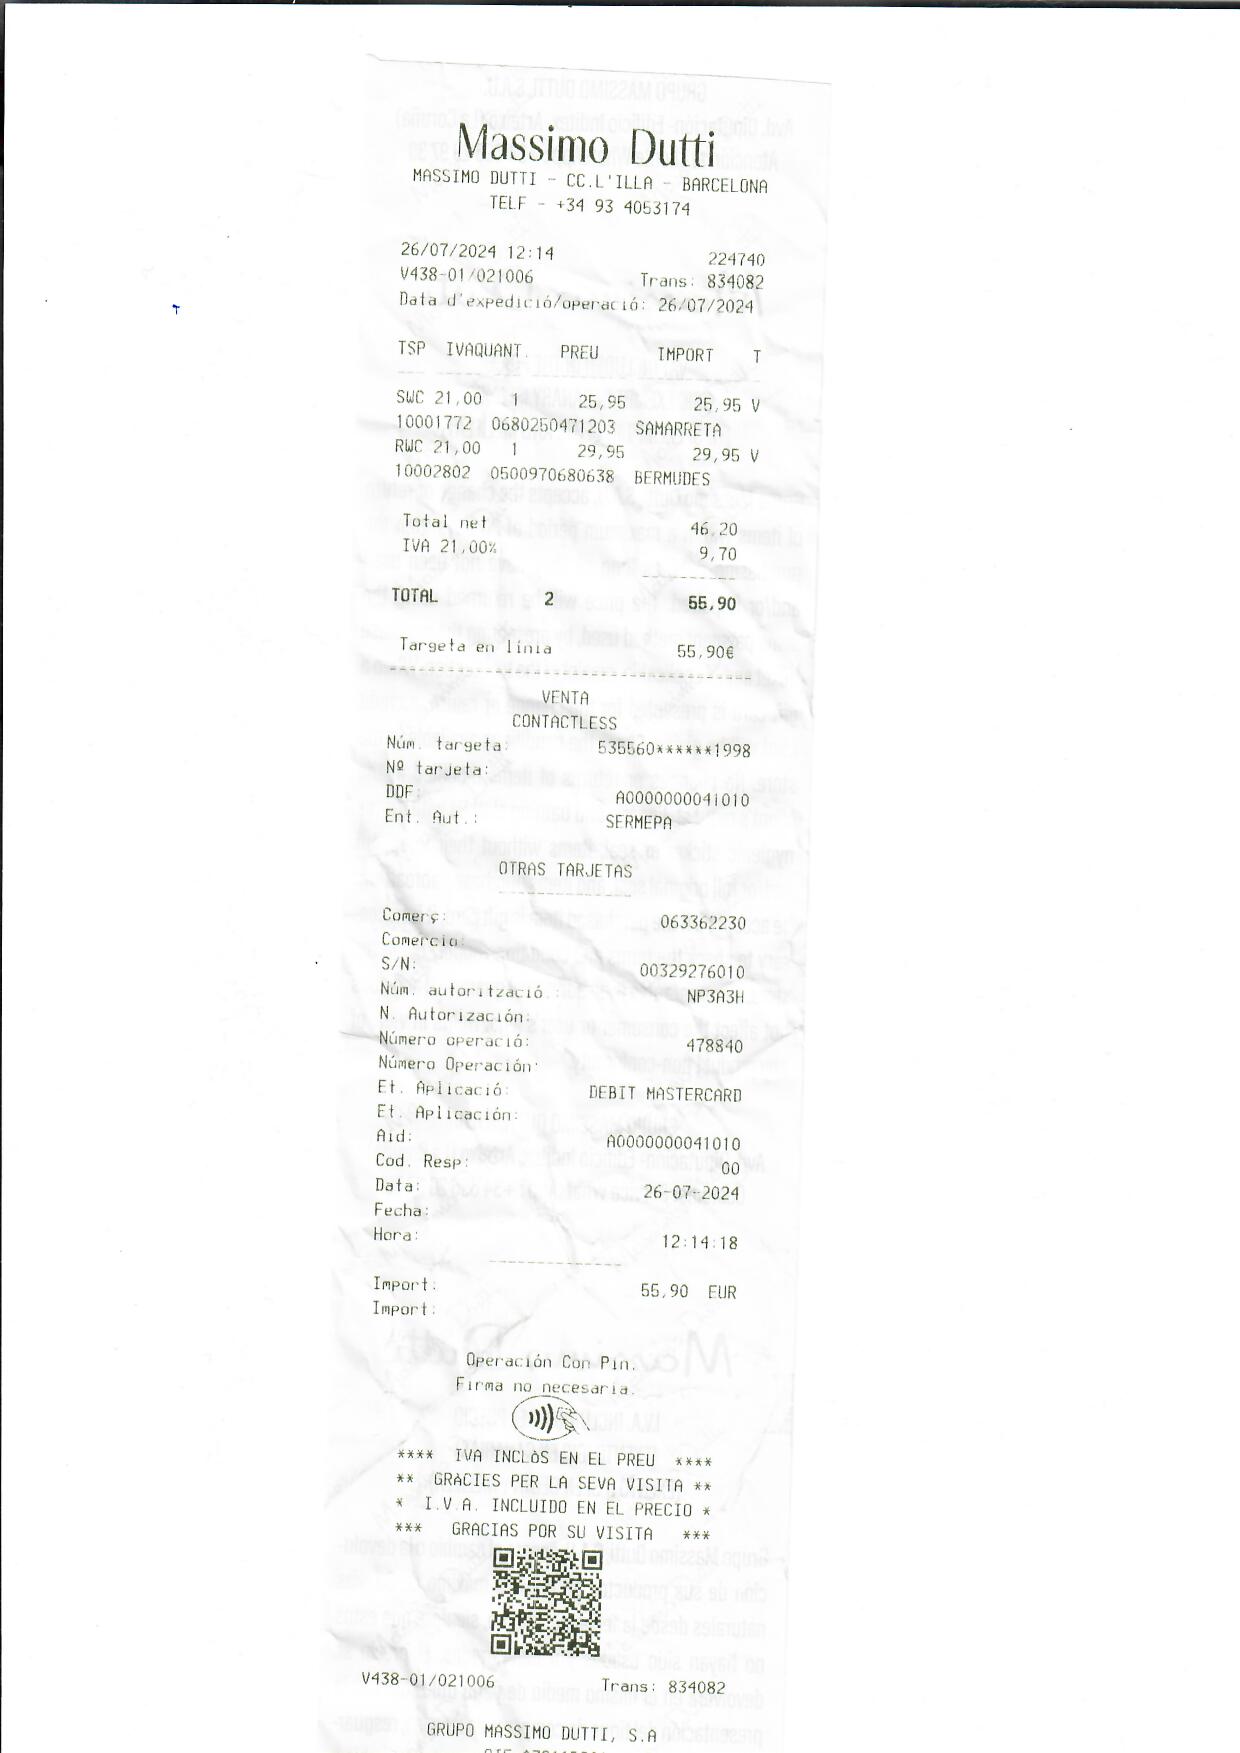 Massimo Dutti
MASSIMO DUTTI - CC.L'ILLA - BARCELONA
TELF - +34 93 4053174
26/07/2024 12:14 224740
V438-01/021006 Trans: 834082
Data d'expedició/operació: 26/07/2024
TSP IVAQUANT. PREU IMPORT T
SWC 21,00 1 25,95 25,95 V
10001772 0680250471203 SAMARRETA
RWC 21,00 1 29,95 29,95 V
10002802 0500970680638 BERMUDES
Total net 46,20
IVA 21,00% 9,70
TOTAL 2 55,90
Targeta en línia 55,90€
VENTA
CONTACTLESS
Núm. targeta: 535560******1998
Nº tarjeta:
DDF: A0000000041010
Ent. Aut.: SERMEPA
OTRAS TARJETAS
Comerç: 063362230
Comercio:
S/N: 00329276010
Núm. autorització.: NP3A3H
N. Autorización:
Número operació: 478840
Número Operación:
Et. Aplicació: DEBIT MASTERCARD
Et. Aplicación:
Aid: A0000000041010
Cod. Resp: 00
Data: 26-07-2024
Fecha:
Hora: 12:14:18
Import: 55,90 EUR
Import:
Operación Con Pin.
Firma no necesaria.
**** IVA INCLòS EN EL PREU ****
** GRàCIES PER LA SEVA VISITA **
* I.V.A. INCLUIDO EN EL PRECIO *
*** GRACIAS POR SU VISITA ***
V438-01/021006 Trans: 834082
GRUPO MASSIMO DUTTI, S.A